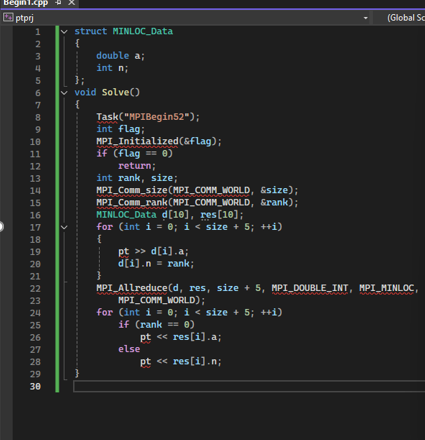 Begin1.cpp
ptprj
(Global Sc
1 struct MINLOC_Data
2 {
3 double a;
4 int n;
5 };
6 void Solve()
7 {
8 Task("MPIBegin52");
9 int flag;
10 MPI_Initialized(&flag);
11 if (flag == 0)
12 return;
13 int rank, size;
14 MPI_Comm_size(MPI_COMM_WORLD, &size);
15 MPI_Comm_rank(MPI_COMM_WORLD, &rank);
16 MINLOC_Data d[10], res[10];
17 for (int i = 0; i < size + 5; ++i)
18 {
19 pt >> d[i].a;
20 d[i].n = rank;
21 }
22 MPI_Allreduce(d, res, size + 5, MPI_DOUBLE_INT, MPI_MINLOC,
23 MPI_COMM_WORLD);
24 for (int i = 0; i < size + 5; ++i)
25 if (rank == 0)
26 pt << res[i].a;
27 else
28 pt << res[i].n;
29 }
30